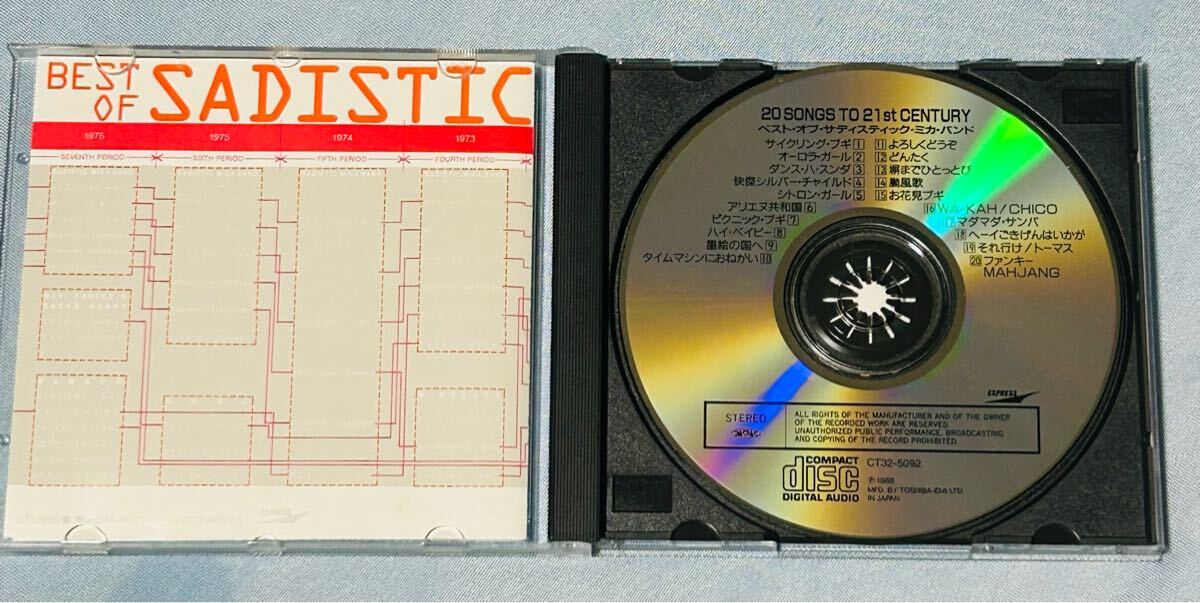 BEST
OF
SADISTIC
1975
1975
1974
1973
SEVENTH PERIOD
SIXTH PERIOD
FIFTH PERIOD
FOURTH PERIOD
STEREO
20 SONGS TO 21st CENTURY
ベスト・オブ・サディスティック・ミカ・バンド
サイクリング・ブギ 1
オーロラ・ガール 2
ダンス・ハ・スンダ 3
快傑シルバー・チャイルド 4
シトロン・ガール 5
アリエヌ共和国 6
ピクニック・ブギ 7
ハイ・ベイビー 8
墨絵の国へ 9
タイムマシンにおねがい 10
11 よろしくどうぞ
12 どんたく
13 塀までひとっとび
14 颱風歌
15 お花見ブギ
16 WA-KAH/CHICO
17 マダマダ・サンバ
18 ヘーイごきげんはいかが
19 それ行け/トーマス
20 ファンキー
MAHJANG
EXPRESS
STEREO
ALL RIGHTS OF THE MANUFACTURER AND OF THE OWNER
OF THE RECORDED WORK ARE RESERVED.
UNAUTHORIZED PUBLIC PERFORMANCE, BROADCASTING
AND COPYING OF THE RECORD PROHIBITED
COMPACT
disc
DIGITAL AUDIO
CT32-5092
℗1988
MFD. BY TOSHIBA-EMI LTD
IN JAPAN